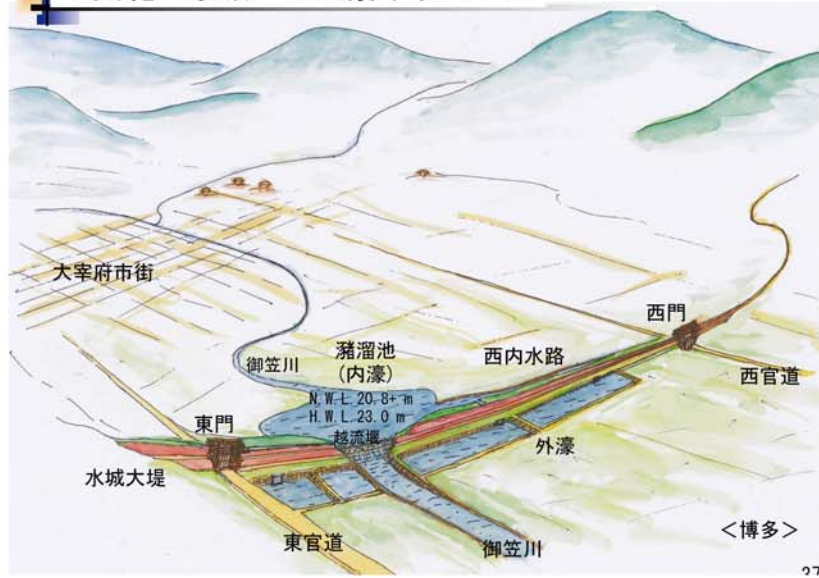 大宰府市街
御笠川
瀦溜池
(内濠)
N.W.L.20.8+ m
H.W.L.23.0 m
越流堰
西内水路
西門
西官道
東門
水城大堤
外濠
東官道
御笠川
<博多>